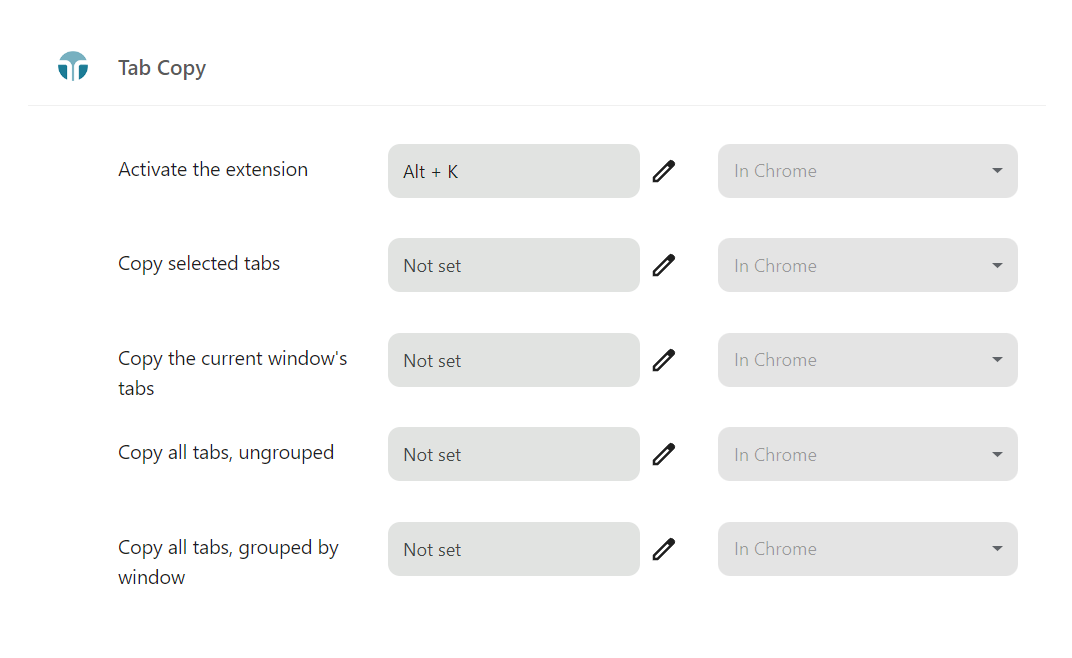 Tab Copy
Activate the extension
Alt + K
In Chrome
Copy selected tabs
Not set
In Chrome
Copy the current window's
tabs
Not set
In Chrome
Copy all tabs, ungrouped
Not set
In Chrome
Copy all tabs, grouped by
window
Not set
In Chrome